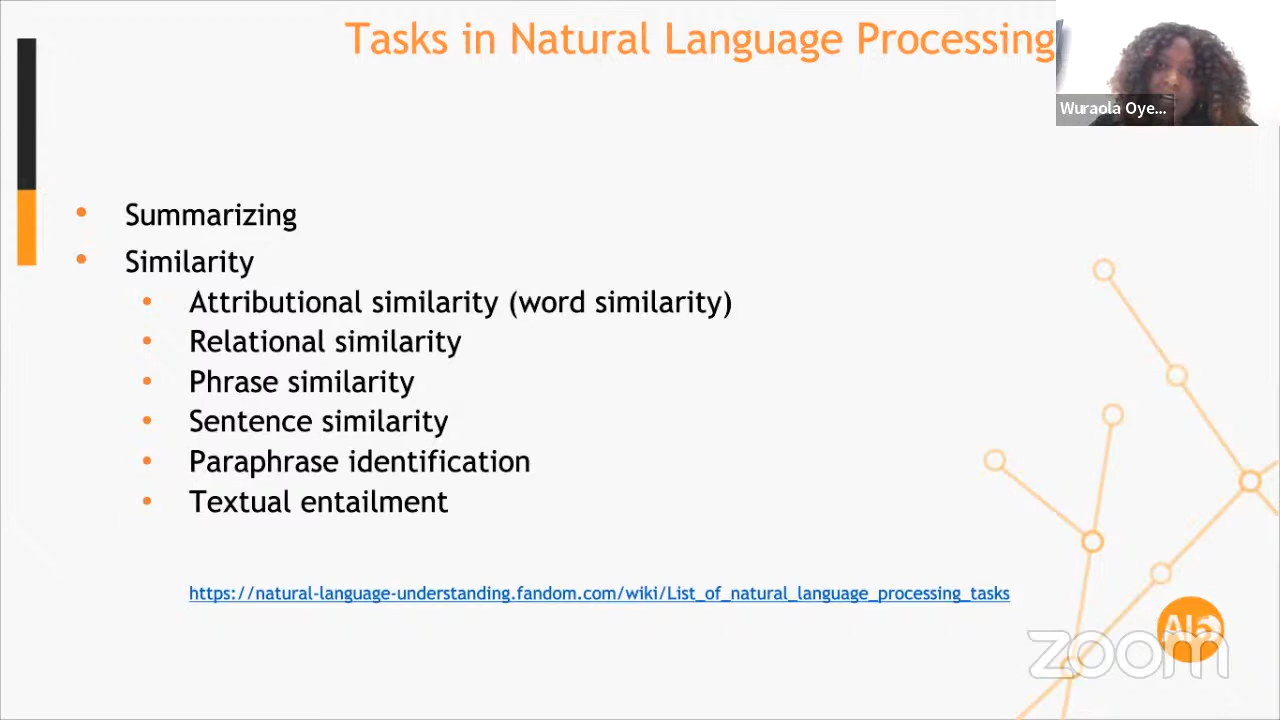 Tasks in Natural Language Processing
Wuraola Oye...
Summarizing
Similarity
Attributional similarity (word similarity)
Relational similarity
Phrase similarity
Sentence similarity
Paraphrase identification
Textual entailment
https://natural-language-understanding.fandom.com/wiki/List_of_natural_language_processing_tasks
zoom